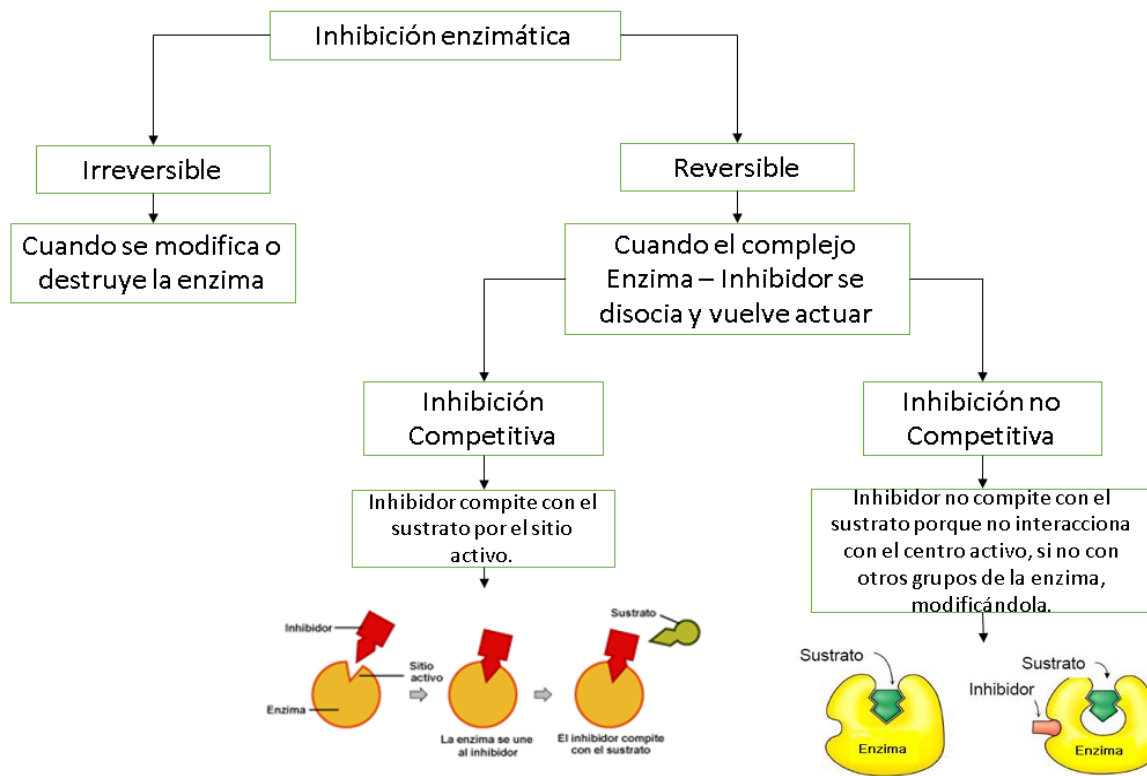 Inhibición enzimática
Irreversible
Reversible
Cuando se modifica o
destruye la enzima
Cuando el complejo
Enzima – Inhibidor se
disocia y vuelve actuar
Inhibición
Competitiva
Inhibición no
Competitiva
Inhibidor compite con el
sustrato por el sitio
activo.
Inhibidor no compite con el
sustrato porque no interacciona
con el centro activo, si no con
otros grupos de la enzima,
modificándola.
Inhibidor
Sitio
activo
Enzima
La enzima se une
al inhibidor
Sustrato
El inhibidor compite
con el sustrato
Sustrato
Enzima
Sustrato
Inhibidor
Enzima